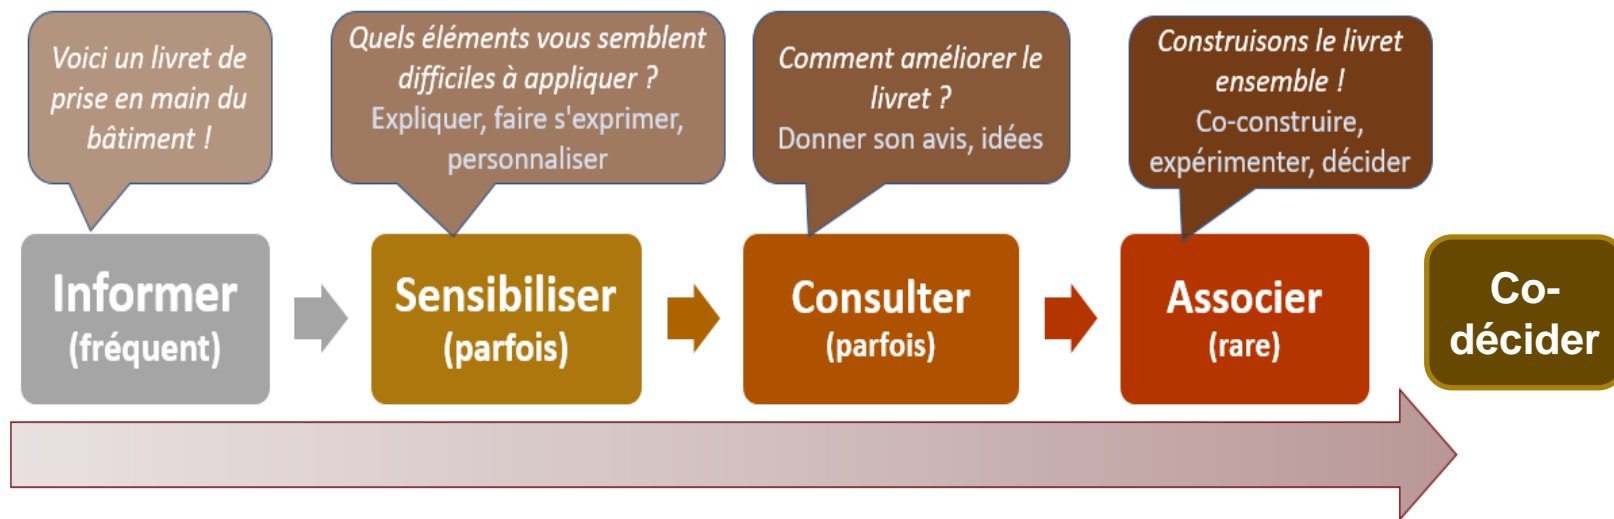 Voici un livret de
prise en main du
bâtiment !
Quels éléments vous semblent
difficiles à appliquer ?
Expliquer, faire s'exprimer,
personnaliser
Comment améliorer le
livret ?
Donner son avis, idées
Construisons le livret
ensemble !
Co-construire,
expérimenter, décider
Informer
(fréquent)
Sensibiliser
(parfois)
Consulter
(parfois)
Associer
(rare)
Co-
décider